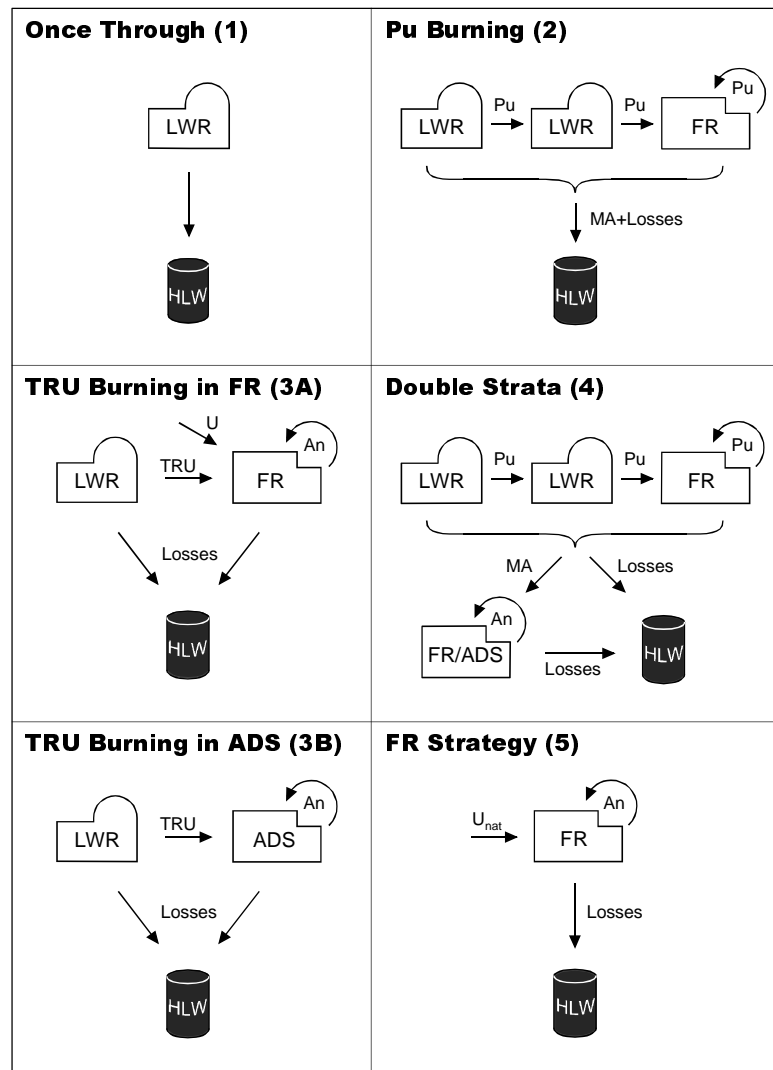 Once Through (1)
LWR
HLW
Pu Burning (2)
Pu
Pu
Pu
LWR
LWR
FR
MA+Losses
HLW
TRU Burning in FR (3A)
U
An
TRU
LWR
FR
Losses
HLW
Double Strata (4)
Pu
Pu
Pu
LWR
LWR
FR
MA
Losses
An
FR/ADS
Losses
HLW
TRU Burning in ADS (3B)
An
TRU
LWR
ADS
Losses
HLW
FR Strategy (5)
An
Unat
FR
Losses
HLW